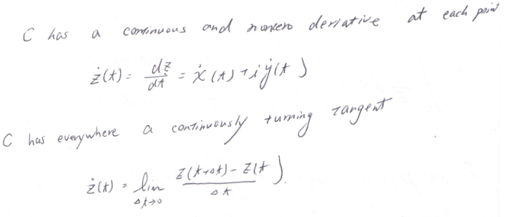 C has a continuous and nonzero derivative at each point
ż(t) = dz/dt = ẋ(t) + iẏ(t)
C has everywhere a continuously turning tangent
ż(t) = lim Δt→0 z(t+Δt) - z(t) / Δt